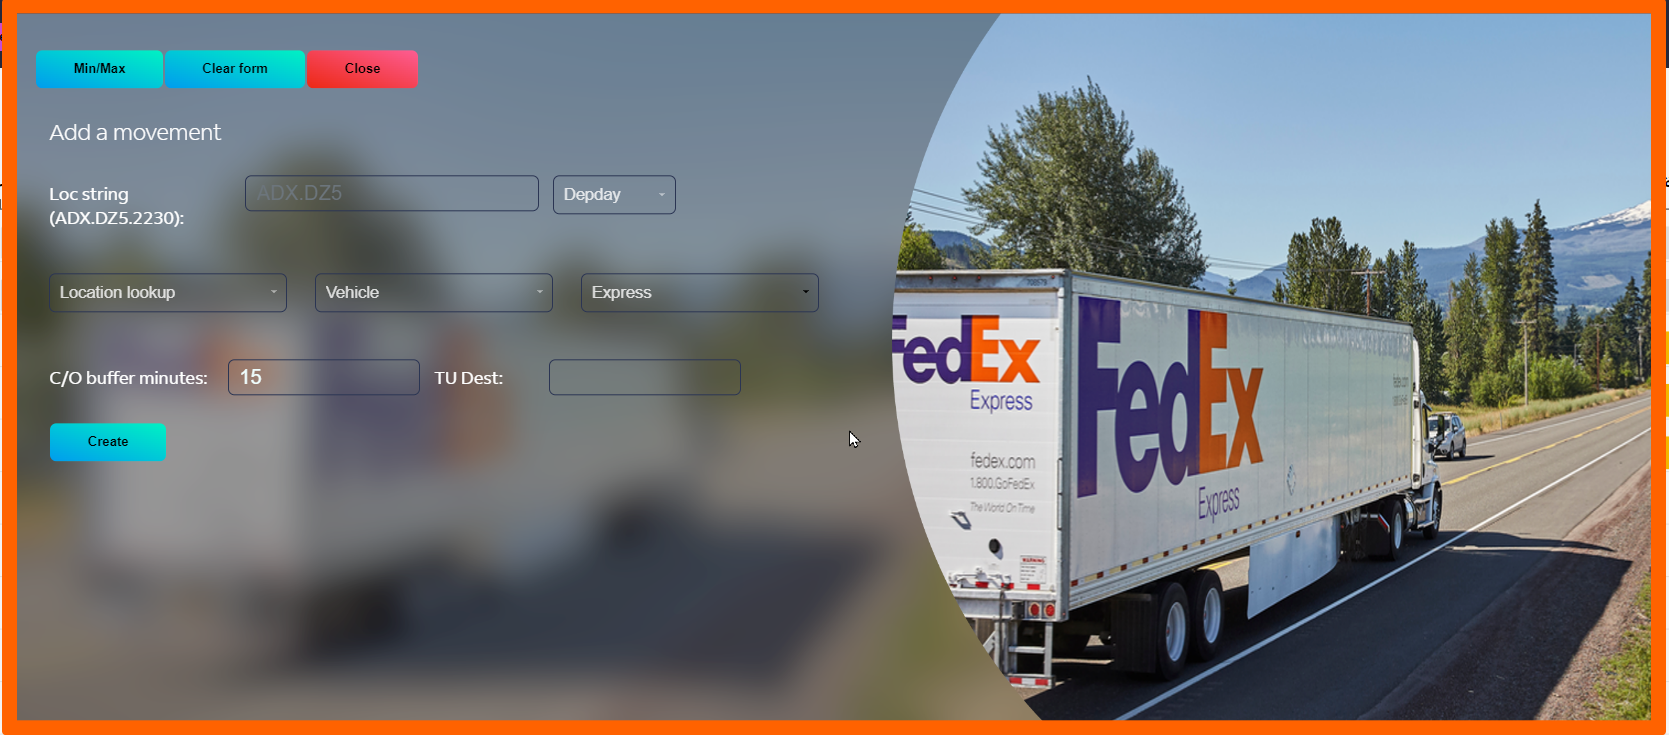 Min/Max Clear form Close
Add a movement
Loc string
(ADX.DZ5.2230):
ADX.DZ5
Depday
Location lookup Vehicle Express
C/O buffer minutes: 15 TU Dest:
Create
FedEx
Express
fedex.com
1.800.GoFedEx
The World On Time
FedEx
Express
WARNING